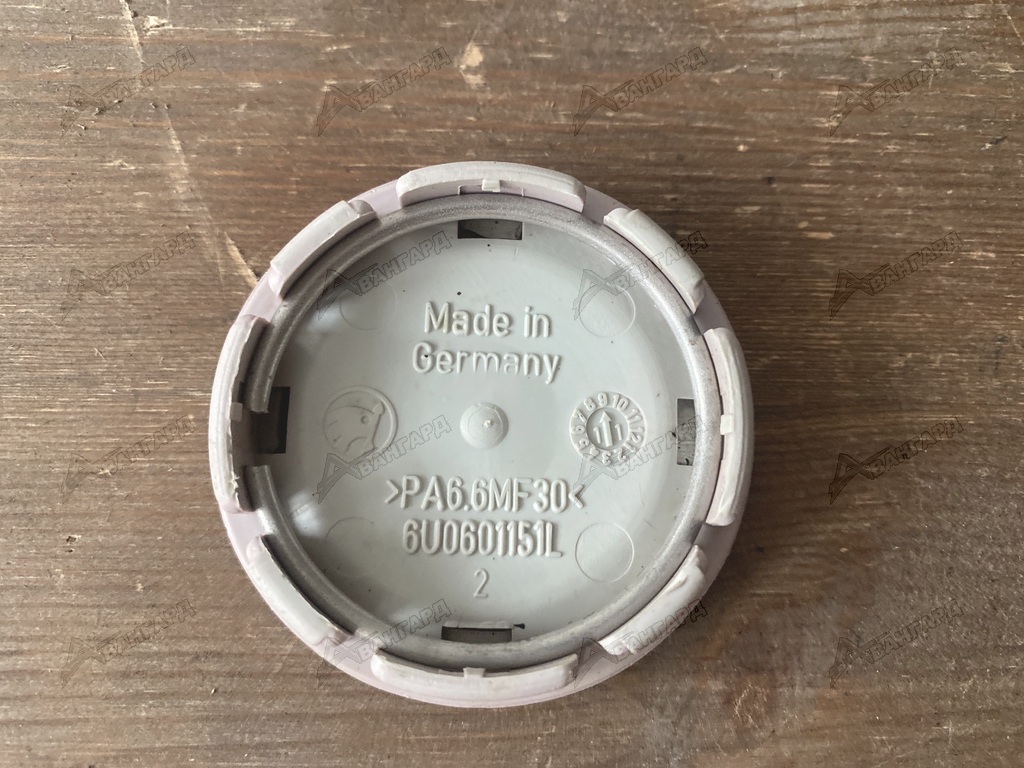 Made in
Germany
>PA6.6MF30<
6U0601151L
2
АВАНГАРД